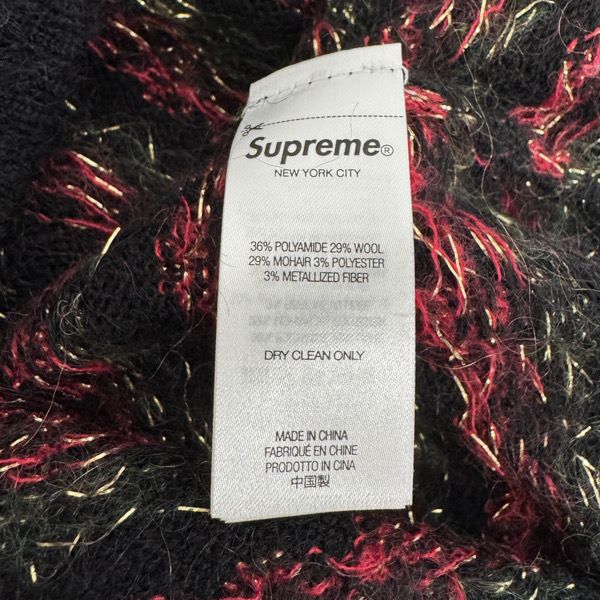 Supreme®
NEW YORK CITY
36% POLYAMIDE 29% WOOL
29% MOHAIR 3% POLYESTER
3% METALLIZED FIBER
DRY CLEAN ONLY
MADE IN CHINA
FABRIQUÉ EN CHINE
PRODOTTO IN CINA
中国製